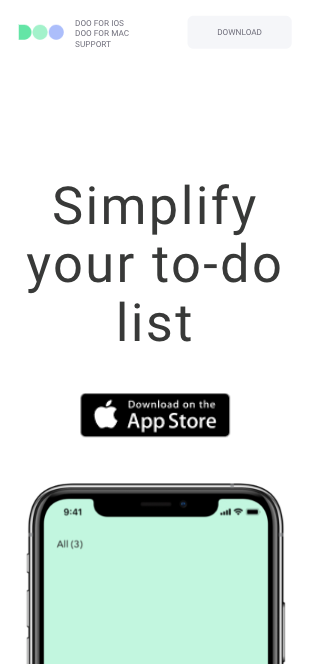 DOO FOR IOS
DOO FOR MAC
SUPPORT
DOWNLOAD
Simplify
your to-do
list
Download on the
App Store
9:41
All (3)